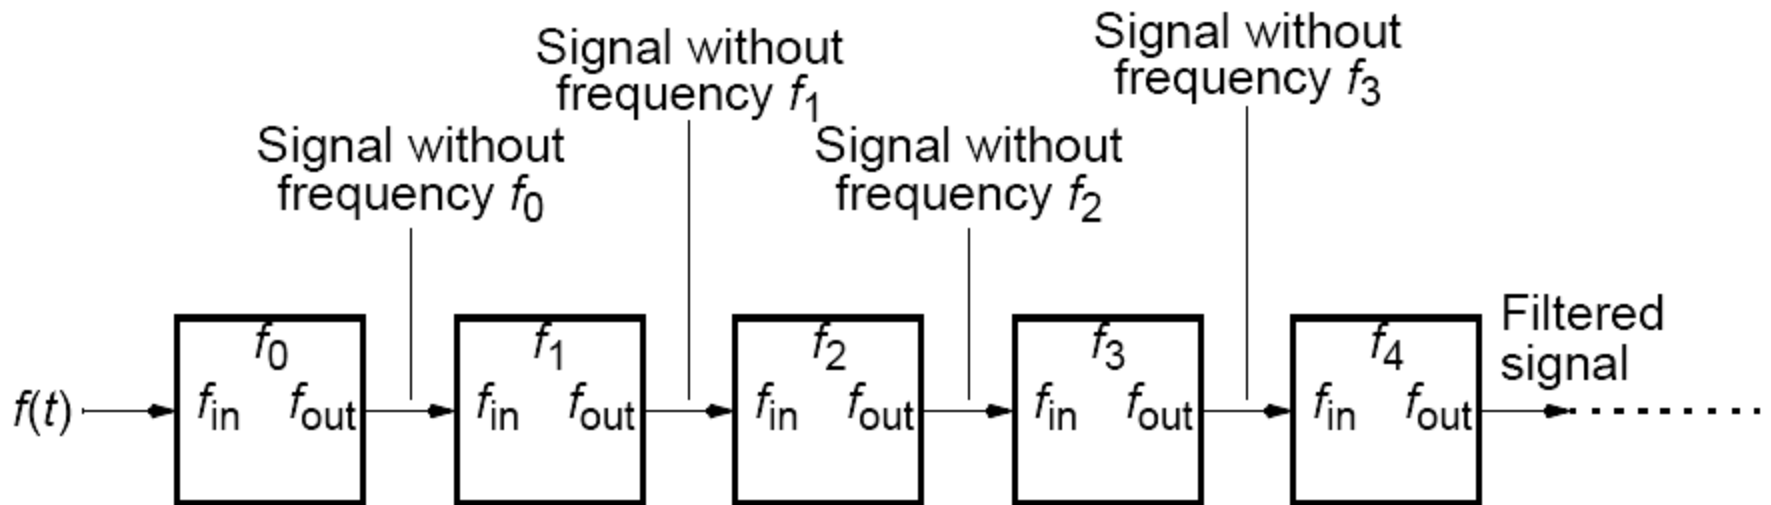 Signal without
frequency f0
Signal without
frequency f1
Signal without
frequency f2
Signal without
frequency f3
f(t)
f0
fin fout
f1
fin fout
f2
fin fout
f3
fin fout
f4
fin fout
Filtered
signal